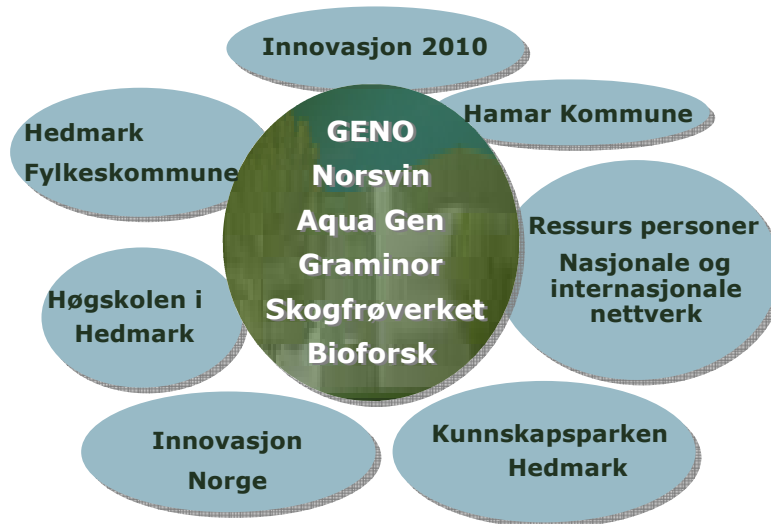 Innovasjon 2010
Hamar Kommune
Hedmark
Fylkeskommune
GENO
Norsvin
Aqua Gen
Graminor
Skogfrøverket
Bioforsk
Ressurs personer
Nasjonale og
internasjonale
nettverk
Høgskolen i
Hedmark
Innovasjon
Norge
Kunnskapsparken
Hedmark